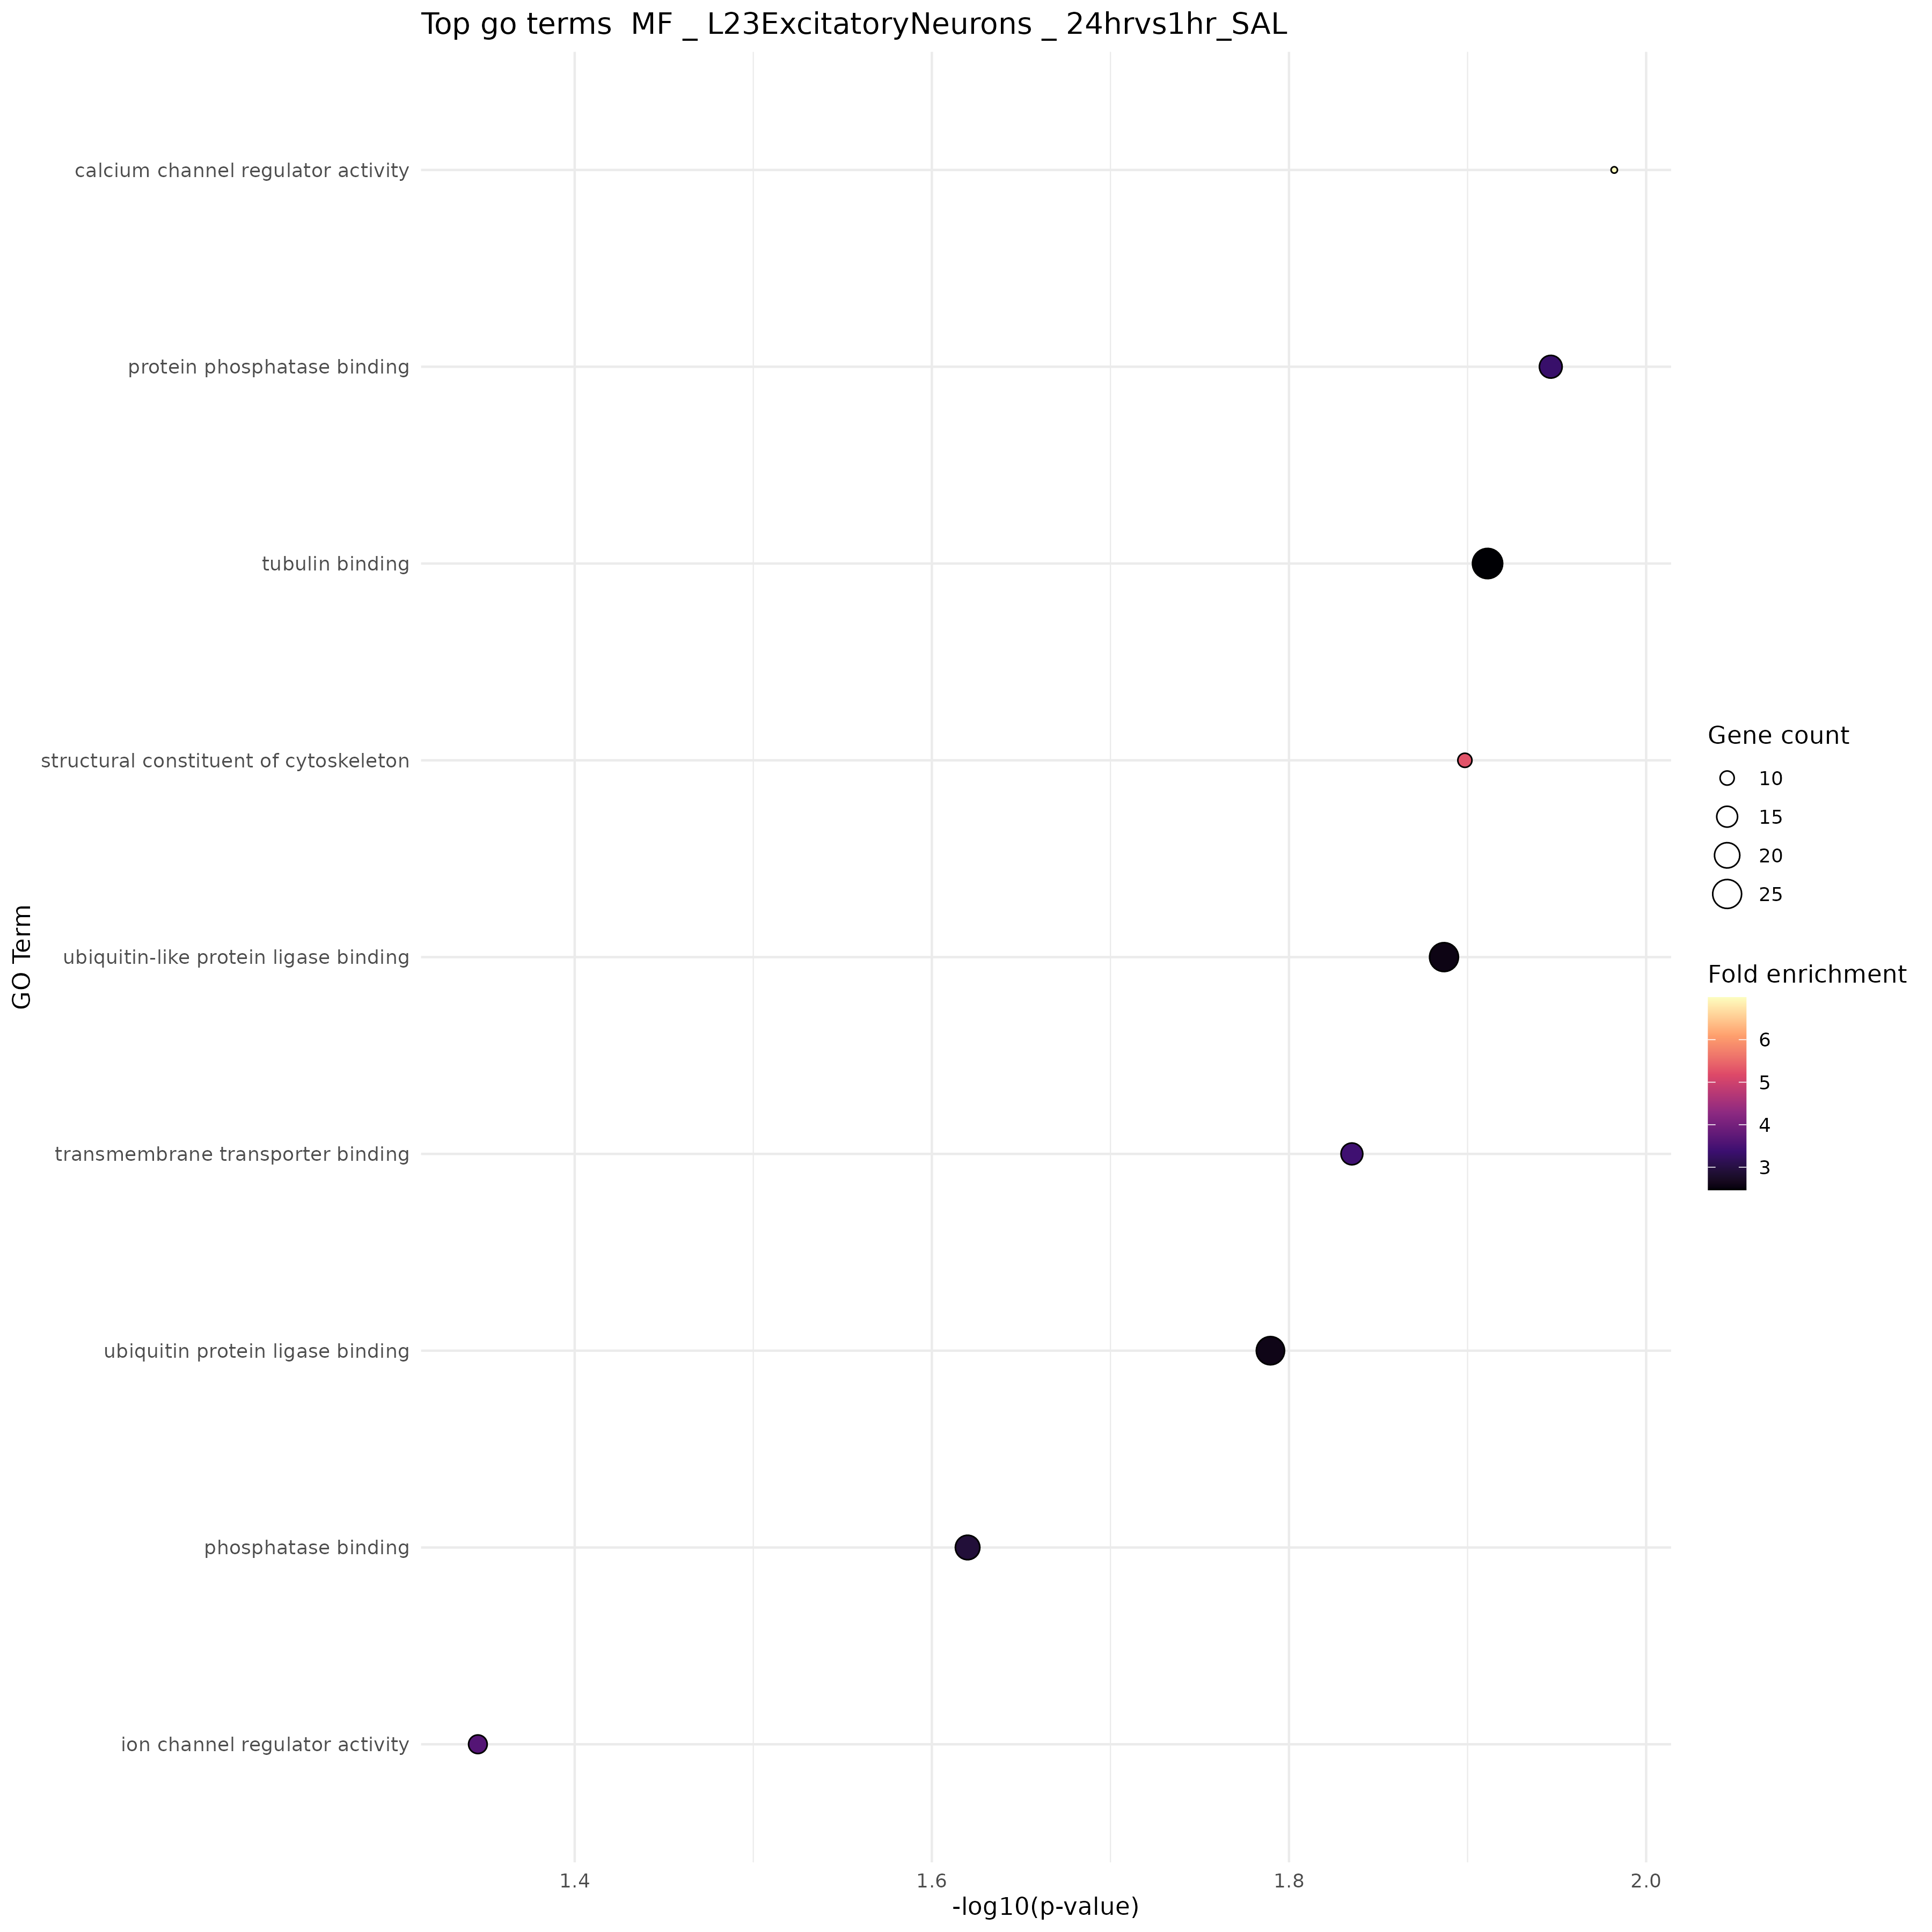 Top go terms  MF _ L23ExcitatoryNeurons _ 24hrvs1hr_SAL
calcium channel regulator activity
protein phosphatase binding
tubulin binding
structural constituent of cytoskeleton
ubiquitin-like protein ligase binding
transmembrane transporter binding
ubiquitin protein ligase binding
phosphatase binding
ion channel regulator activity
GO Term
1.4
1.6
1.8
2.0
-log10(p-value)
Gene count
10
15
20
25
Fold enrichment
6
5
4
3